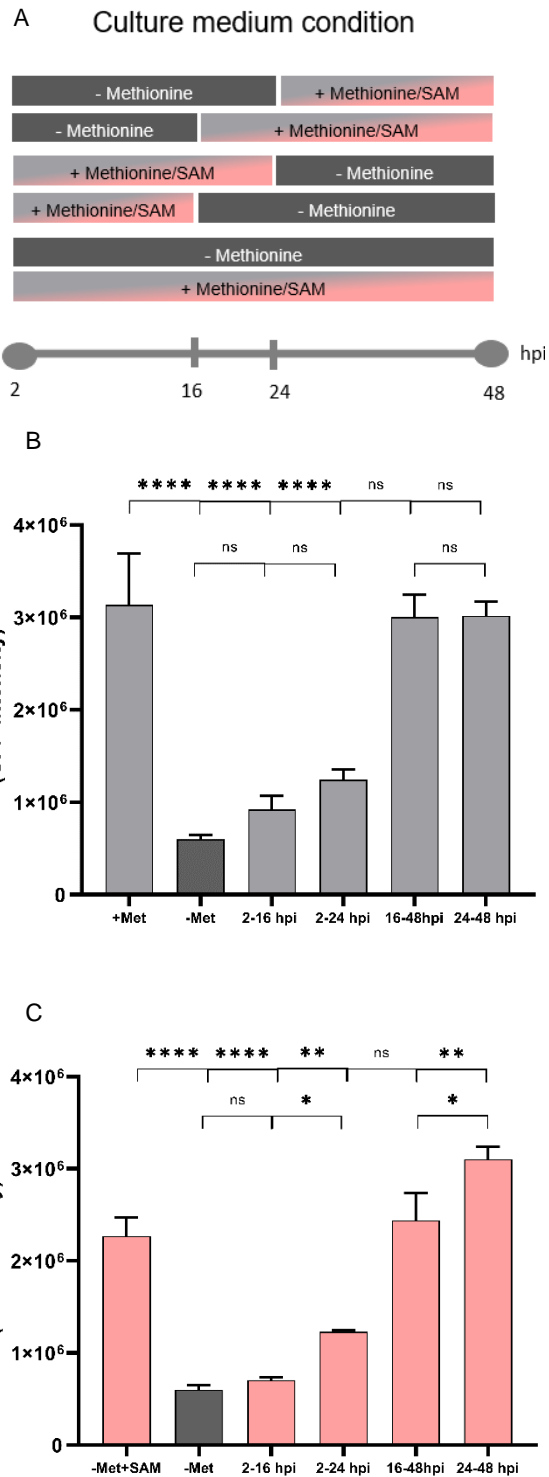 A
Culture medium condition
- Methionine
+ Methionine/SAM
- Methionine
+ Methionine/SAM
+ Methionine/SAM
- Methionine
+ Methionine/SAM
- Methionine
- Methionine
+ Methionine/SAM
hpi
2
16
24
48
B
**** **** **** ns ns
ns ns ns
4×10⁶
3×10⁶
2×10⁶
1×10⁶
0
+Met -Met 2-16 hpi 2-24 hpi 16-48hpi 24-48 hpi
C
**** **** ** ns **
ns * *
4×10⁶
3×10⁶
2×10⁶
1×10⁶
0
-Met+SAM -Met 2-16 hpi 2-24 hpi 16-48hpi 24-48 hpi